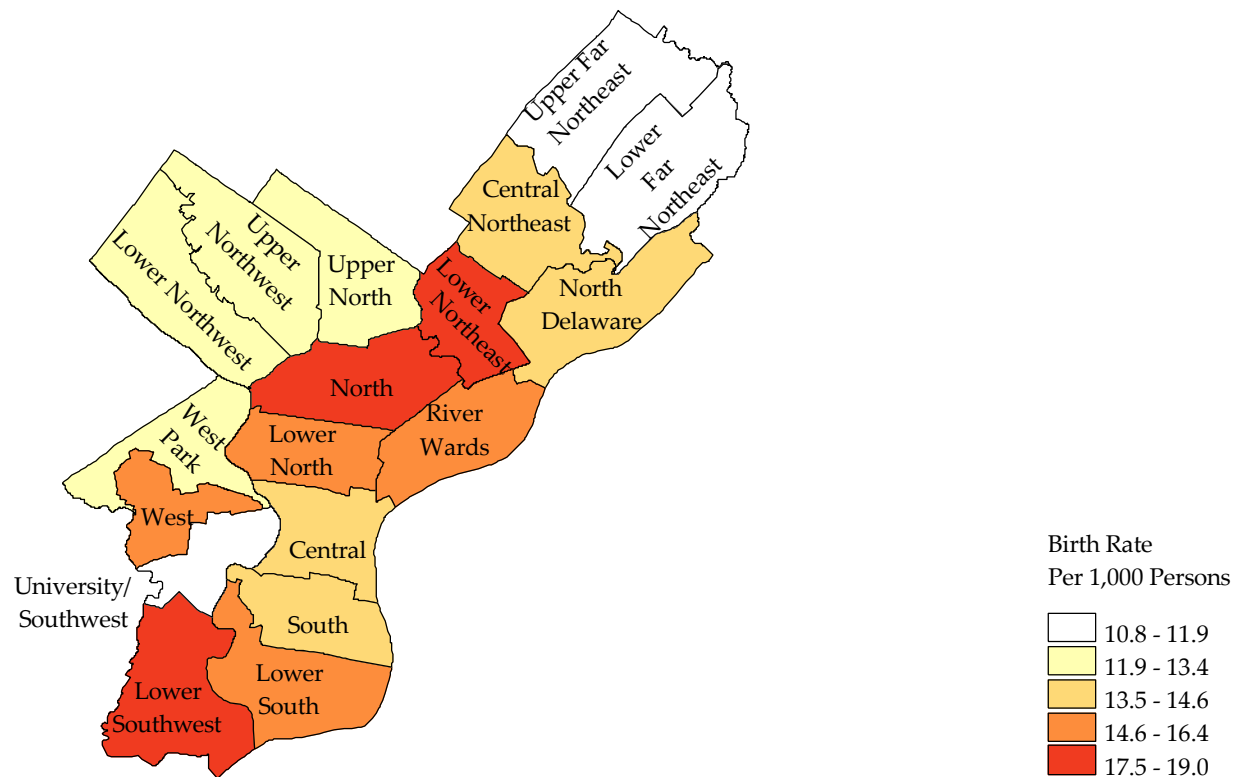 Upper Far
Northeast
Lower
Far
Northeast
Central
Northeast
Upper
Northwest
Lower Northwest
Upper
North
Lower
Northeast
North
Delaware
North
River
Wards
West
Park
Lower
North
West
Central
University/
Southwest
South
Lower
South
Lower
Southwest
Birth Rate
Per 1,000 Persons
10.8 - 11.9
11.9 - 13.4
13.5 - 14.6
14.6 - 16.4
17.5 - 19.0